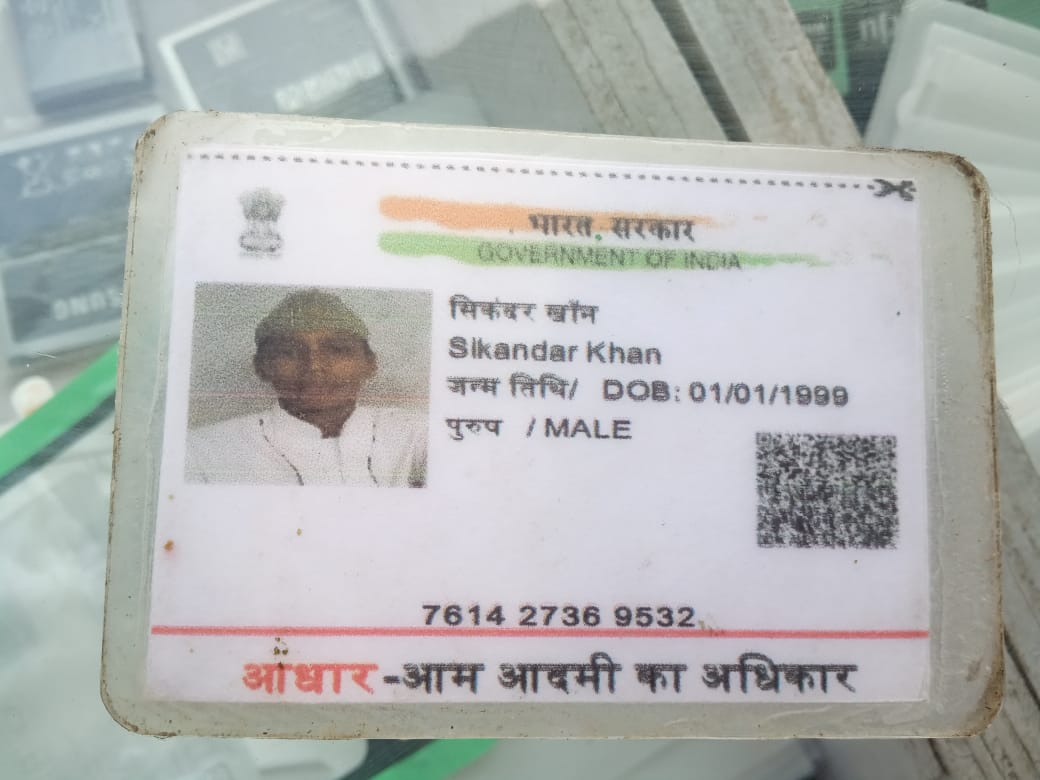 भारत सरकार
GOVERNMENT OF INDIA
सिकंदर खॉन
Sikandar Khan
जन्म तिथि/ DOB: 01/01/1999
पुरुष / MALE
7614 2736 9532
आधार -आम आदमी का अधिकार